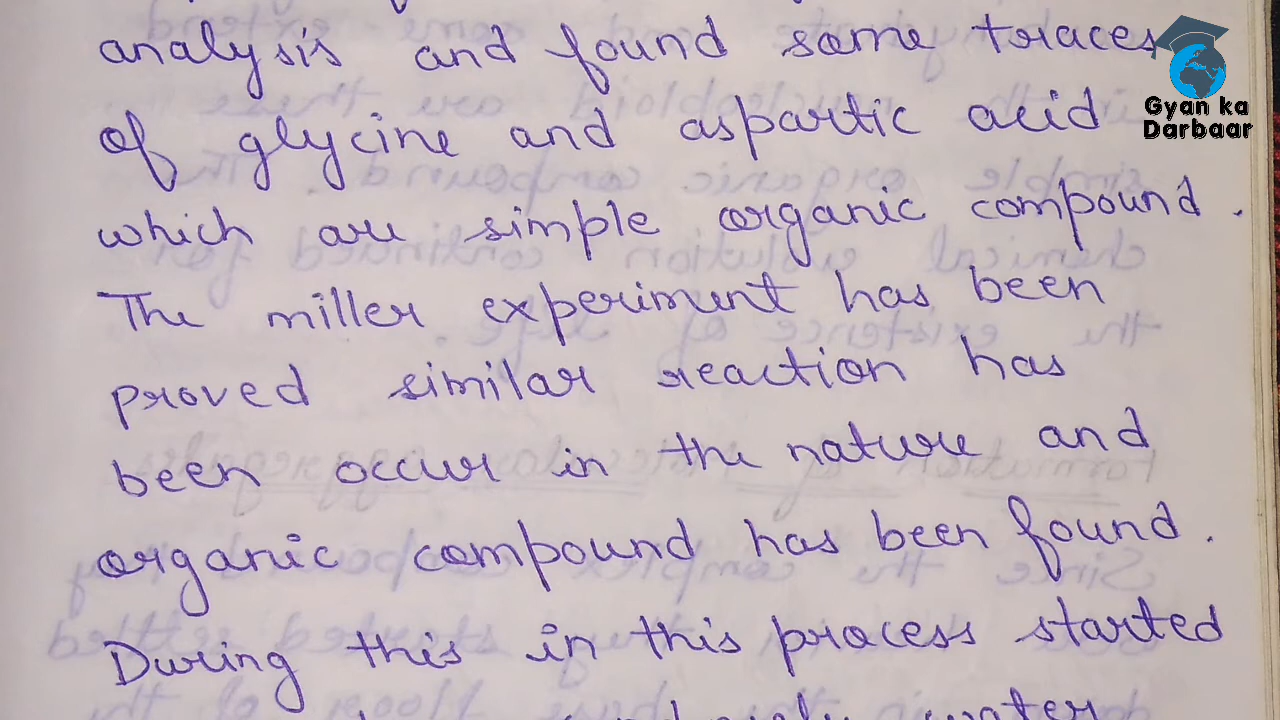 analysis and found some traces
of glycine and aspartic acid
which are simple organic compound.
The miller experiment has been
proved similar reaction has
been occur in the nature and
organic compound has been found.
During this in this process started
water
Gyan ka
Darbaar